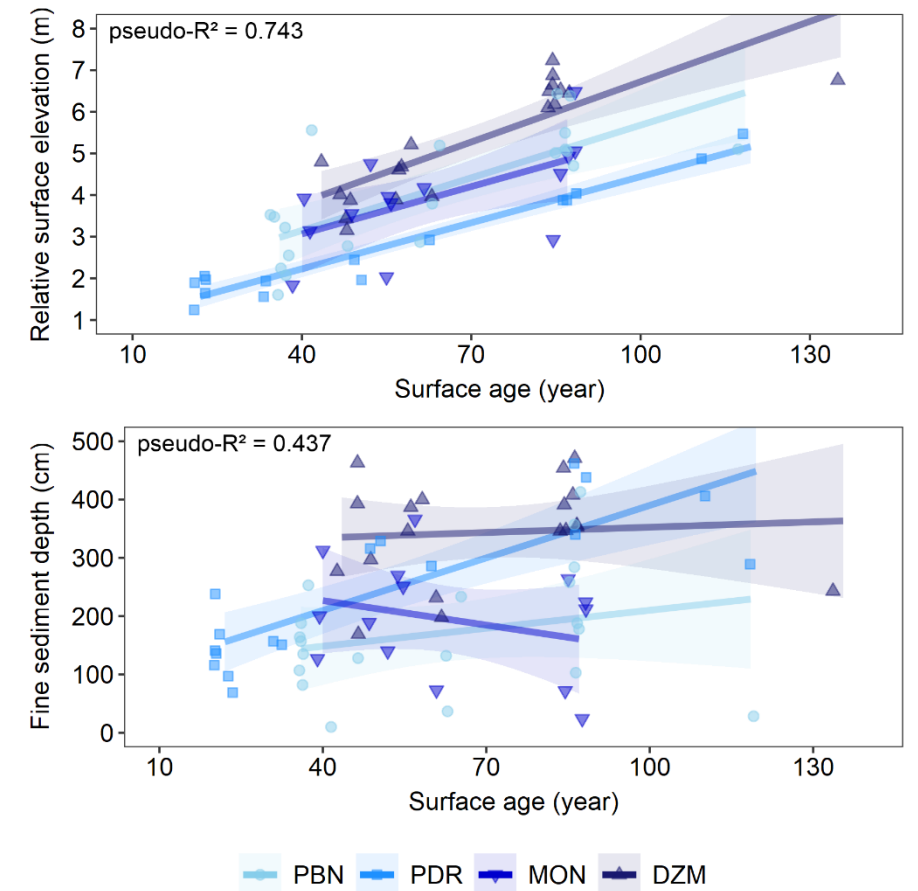 pseudo-R² = 0.743
Relative surface elevation (m)
8
7
6
5
4
3
2
1
10 40 70 100 130
Surface age (year)
pseudo-R² = 0.437
Fine sediment depth (cm)
500
400
300
200
100
0
10 40 70 100 130
Surface age (year)
PBN PDR MON DZM